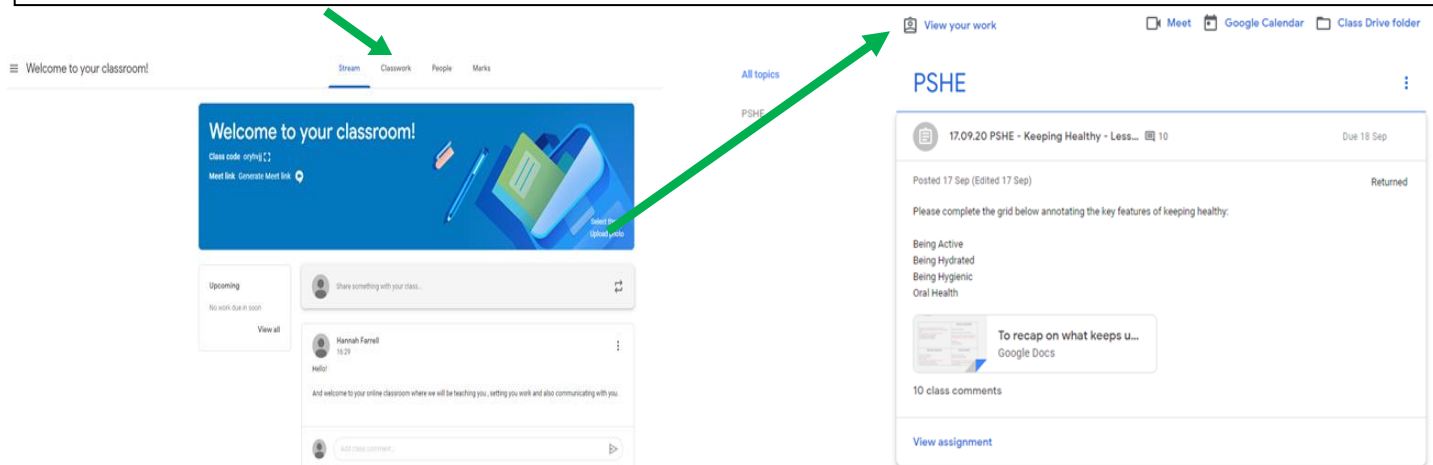 Welcome to your classroom!
Stream Classwork People Marks
Welcome to your classroom!
Class code
Meet link Generate Meet link
Upload photo
Upcoming
No work due in soon
View all
Share something with your class...
Hannah Farrell
16:29
Hello!
And welcome to your online classroom where we will be teaching you , setting you work and also communicating with you.
Add class comment...
All topics
PSHE
View your work
Meet Google Calendar Class Drive folder
PSHE
17.09.20 PSHE - Keeping Healthy - Less... 10
Due 18 Sep
Posted 17 Sep (Edited 17 Sep)
Returned
Please complete the grid below annotating the key features of keeping healthy:
Being Active
Being Hydrated
Being Hygienic
Oral Health
To recap on what keeps u...
Google Docs
10 class comments
View assignment